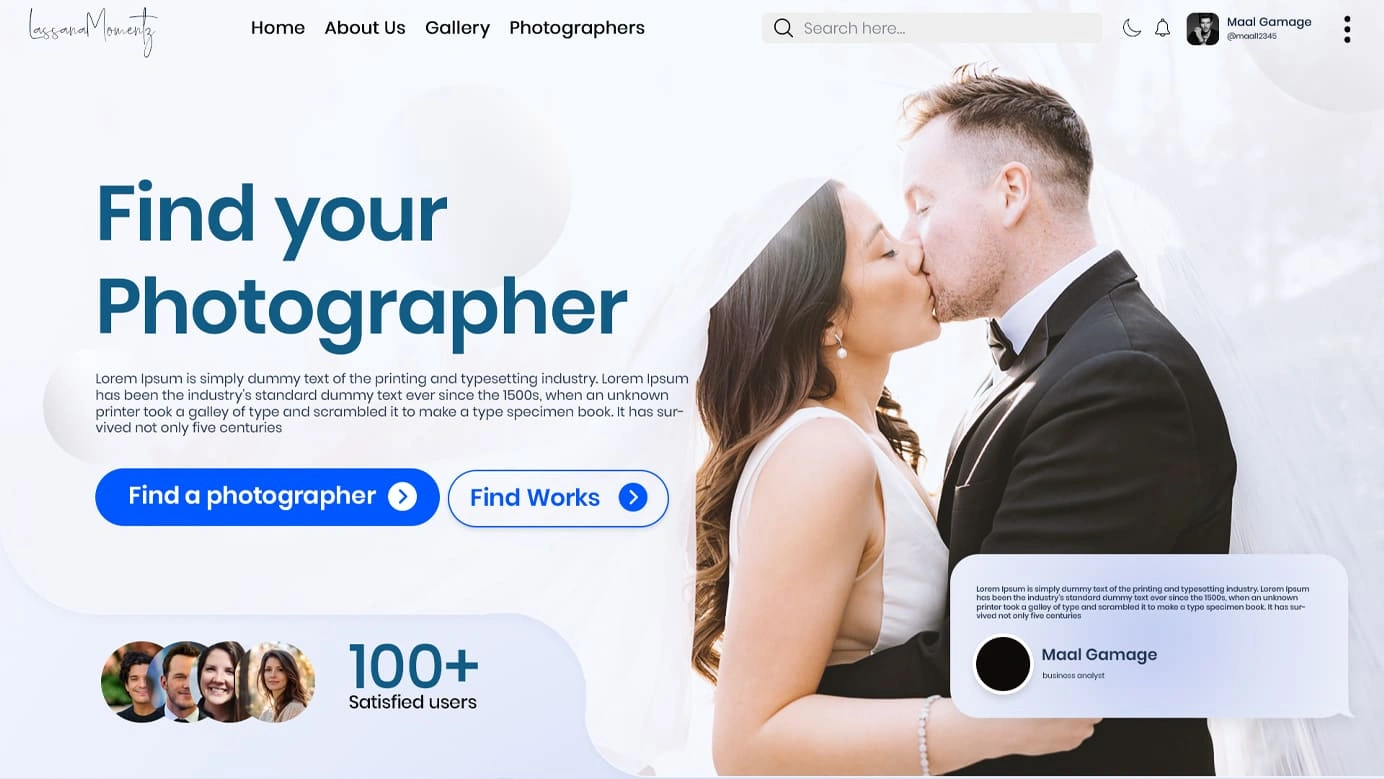 LassanaMomentz
Home About Us Gallery Photographers
Search here...
Maal Gamage
@maal12345
Find your
Photographer
Lorem Ipsum is simply dummy text of the printing and typesetting industry. Lorem Ipsum
has been the industry's standard dummy text ever since the 1500s, when an unknown
printer took a galley of type and scrambled it to make a type specimen book. It has sur-
vived not only five centuries
Find a photographer
Find Works
100+
Satisfied users
Lorem Ipsum is simply dummy text of the printing and typesetting industry. Lorem Ipsum
has been the industry's standard dummy text ever since the 1500s, when an unknown
printer took a galley of type and scrambled it to make a type specimen book. It has sur-
vived not only five centuries
Maal Gamage
business analyst